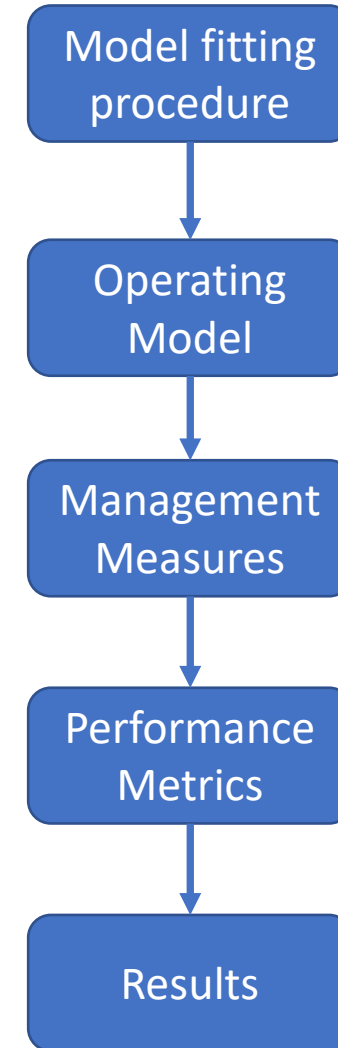 Model fitting
procedure
Operating
Model
Management
Measures
Performance
Metrics
Results